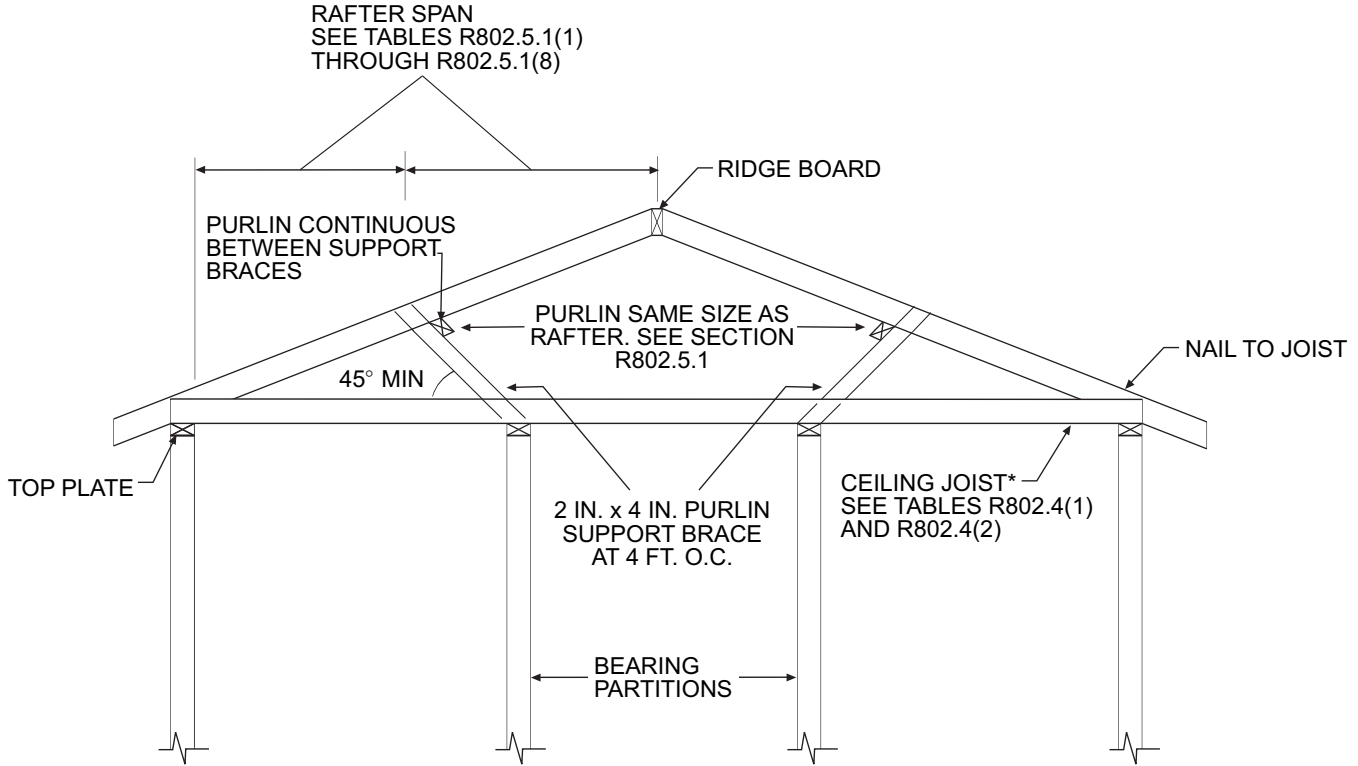 RAFTER SPAN
SEE TABLES R802.5.1(1)
THROUGH R802.5.1(8)
RIDGE BOARD
PURLIN CONTINUOUS
BETWEEN SUPPORT
BRACES
PURLIN SAME SIZE AS
RAFTER. SEE SECTION
R802.5.1
NAIL TO JOIST
45° MIN
TOP PLATE
2 IN. x 4 IN. PURLIN
SUPPORT BRACE
AT 4 FT. O.C.
CEILING JOIST*
SEE TABLES R802.4(1)
AND R802.4(2)
BEARING
PARTITIONS